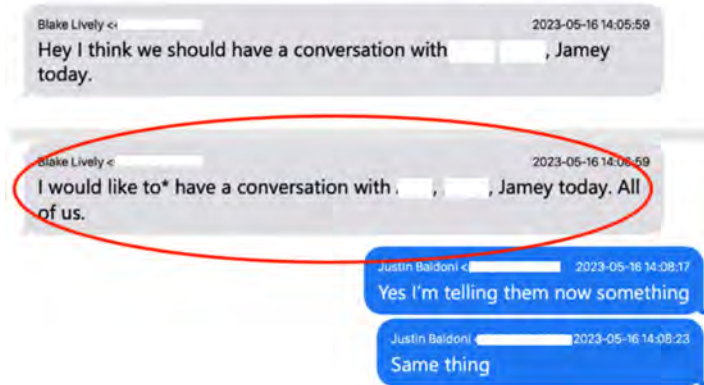 Blake Lively < 2023-05-16 14:05:59
Hey I think we should have a conversation with , Jamey
today.
Blake Lively < 2023-05-16 14:06:59
I would like to* have a conversation with , , Jamey today. All
of us.
Justin Baldoni < 2023-05-16 14:08:17
Yes I'm telling them now something
Justin Baldoni 2023-05-16 14:08:23
Same thing